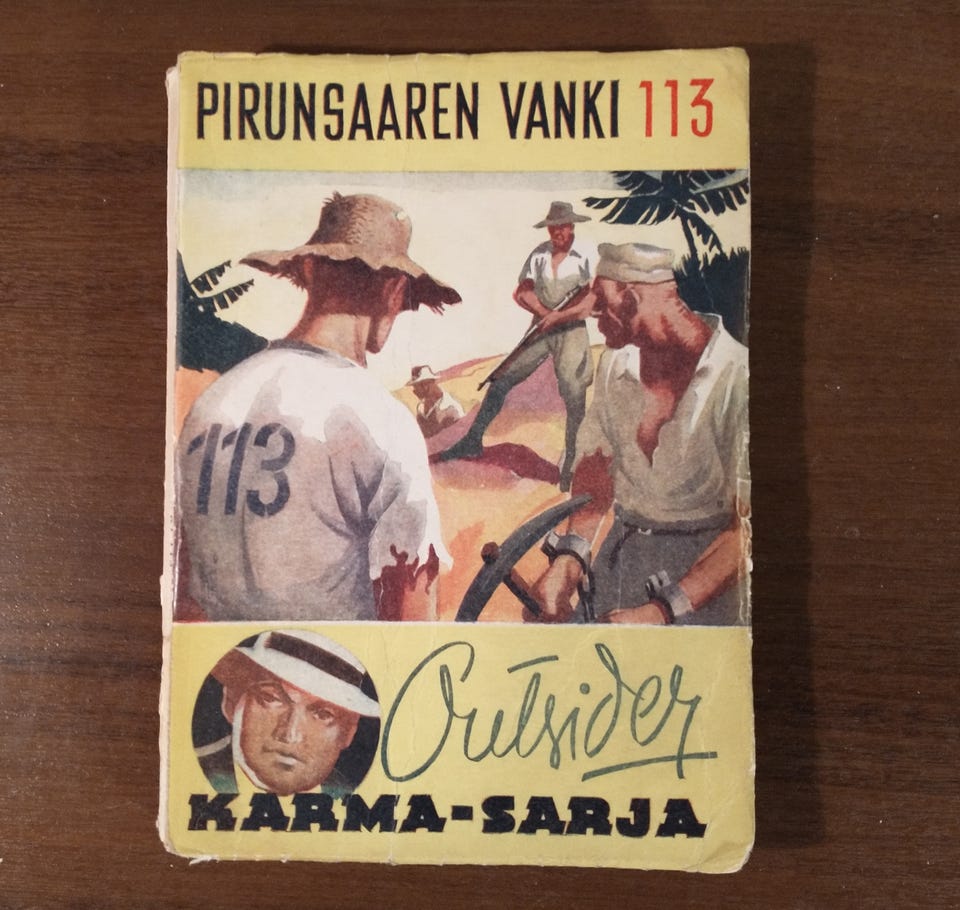 PIRUNSAAREN VANKI 113
113
Outsider
KARMA-SARJA